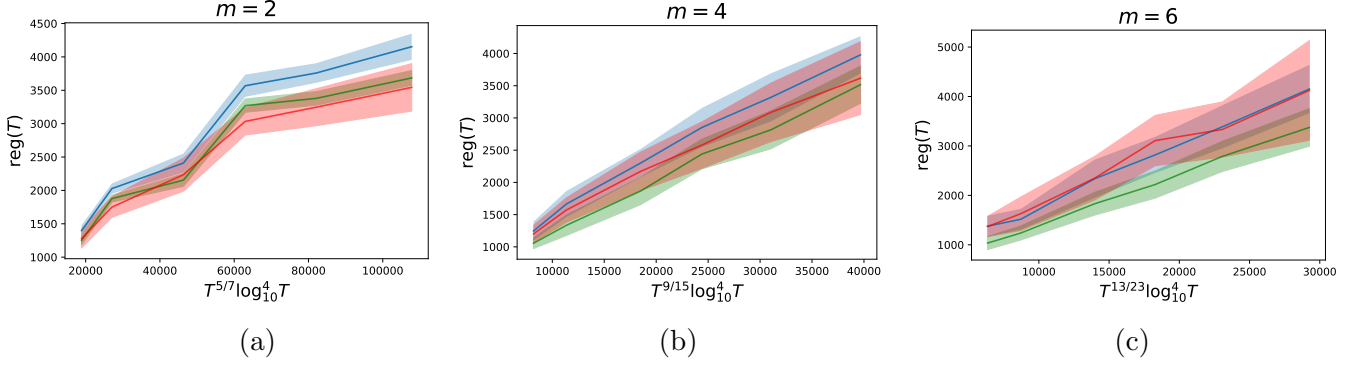 m = 2
4500
4000
3500
3000
2500
2000
1500
1000
reg(T)
20000 40000 60000 80000 100000
T^{5/7}log_{10}^{4}T
(a)
m = 4
4000
3500
3000
2500
2000
1500
1000
reg(T)
10000 15000 20000 25000 30000 35000 40000
T^{9/15}log_{10}^{4}T
(b)
m = 6
5000
4000
3000
2000
1000
reg(T)
10000 15000 20000 25000 30000
T^{13/23}log_{10}^{4}T
(c)